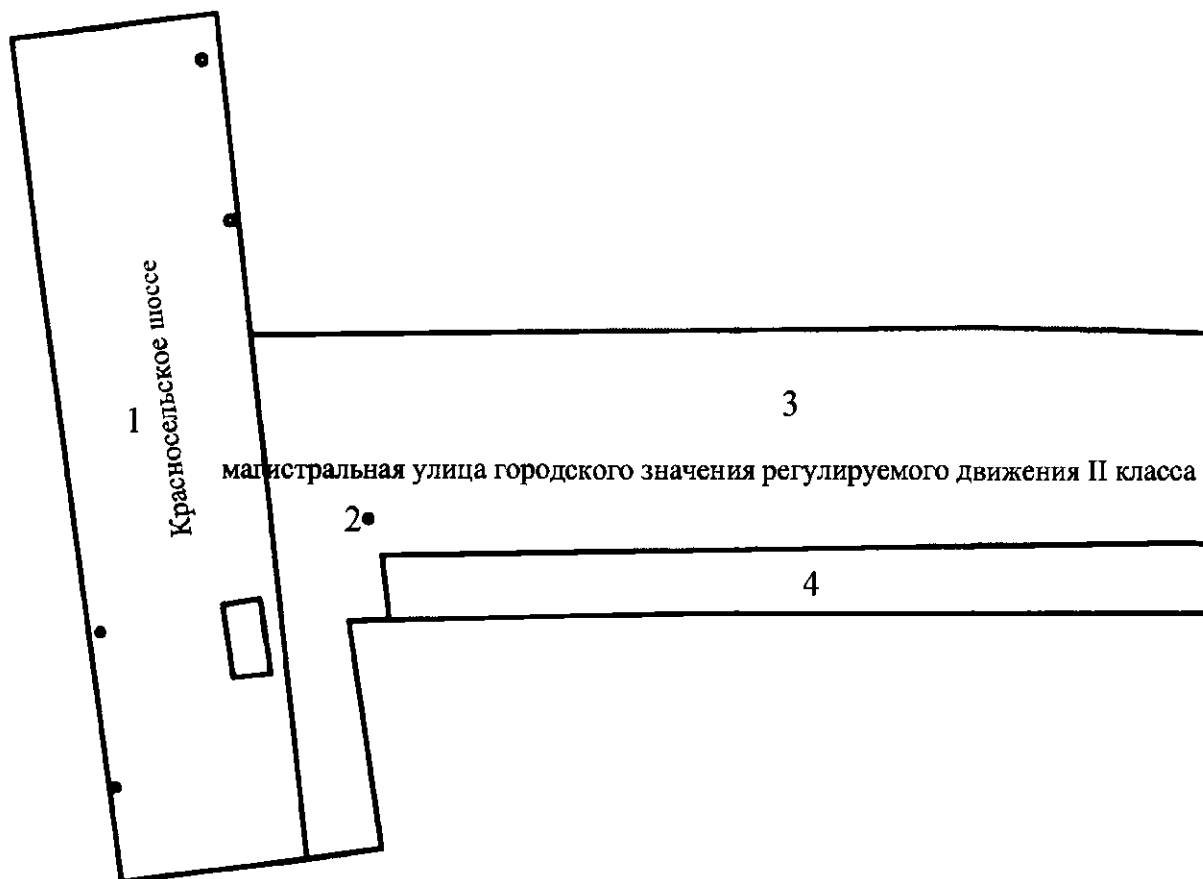 Красносельское шоссе
1
3
магистральная улица городского значения регулируемого движения II класса
2
4